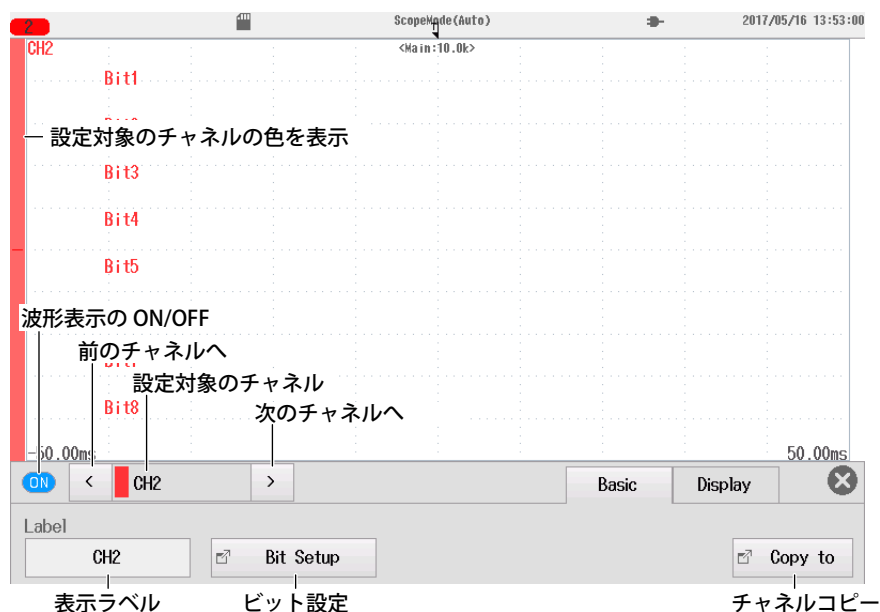 2
ScopeMode(Auto)
2017/05/16 13:53:00
CH2
<Main:10.0k>
Bit1
設定対象のチャネルの色を表示
Bit3
Bit4
Bit5
波形表示の ON/OFF
前のチャネルへ
設定対象のチャネル
Bit8
次のチャネルへ
-50.00ms
50.00ms
ON
<
CH2
>
Basic
Display
Label
CH2
Bit Setup
Copy to
表示ラベル
ビット設定
チャネルコピー